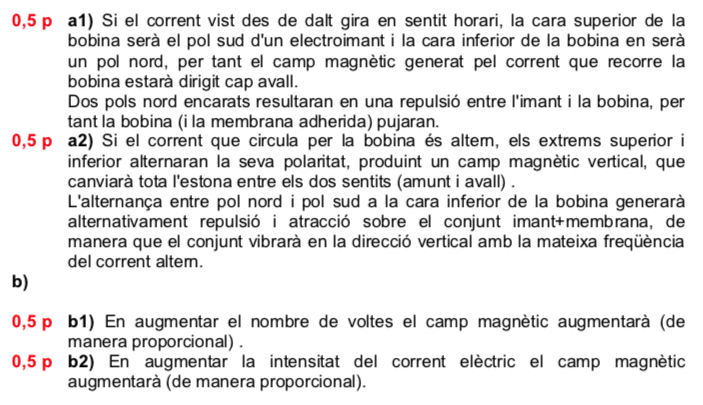 0,5 p a1) Si el corrent vist des de dalt gira en sentit horari, la cara superior de la
bobina serà el pol sud d'un electroimant i la cara inferior de la bobina en serà
un pol nord, per tant el camp magnètic generat pel corrent que recorre la
bobina estarà dirigit cap avall.
Dos pols nord encarats resultaran en una repulsió entre l'imant i la bobina, per
tant la bobina (i la membrana adherida) pujaran.
0,5 p a2) Si el corrent que circula per la bobina és altern, els extrems superior i
inferior alternaran la seva polaritat, produint un camp magnètic vertical, que
canviarà tota l'estona entre els dos sentits (amunt i avall) .
L'alternança entre pol nord i pol sud a la cara inferior de la bobina generarà
alternativament repulsió i atracció sobre el conjunt imant+membrana, de
manera que el conjunt vibrarà en la direcció vertical amb la mateixa freqüència
del corrent altern.
b)
0,5 p b1) En augmentar el nombre de voltes el camp magnètic augmentarà (de
manera proporcional) .
0,5 p b2) En augmentar la intensitat del corrent elèctric el camp magnètic
augmentarà (de manera proporcional).